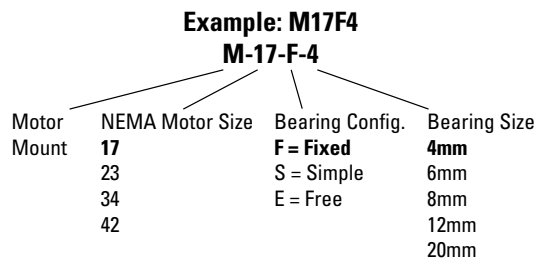 Example: M17F4
M-17-F-4
Motor NEMA Motor Size Bearing Config. Bearing Size
Mount 17 F = Fixed 4mm
23 S = Simple 6mm
34 E = Free 8mm
42 12mm
20mm